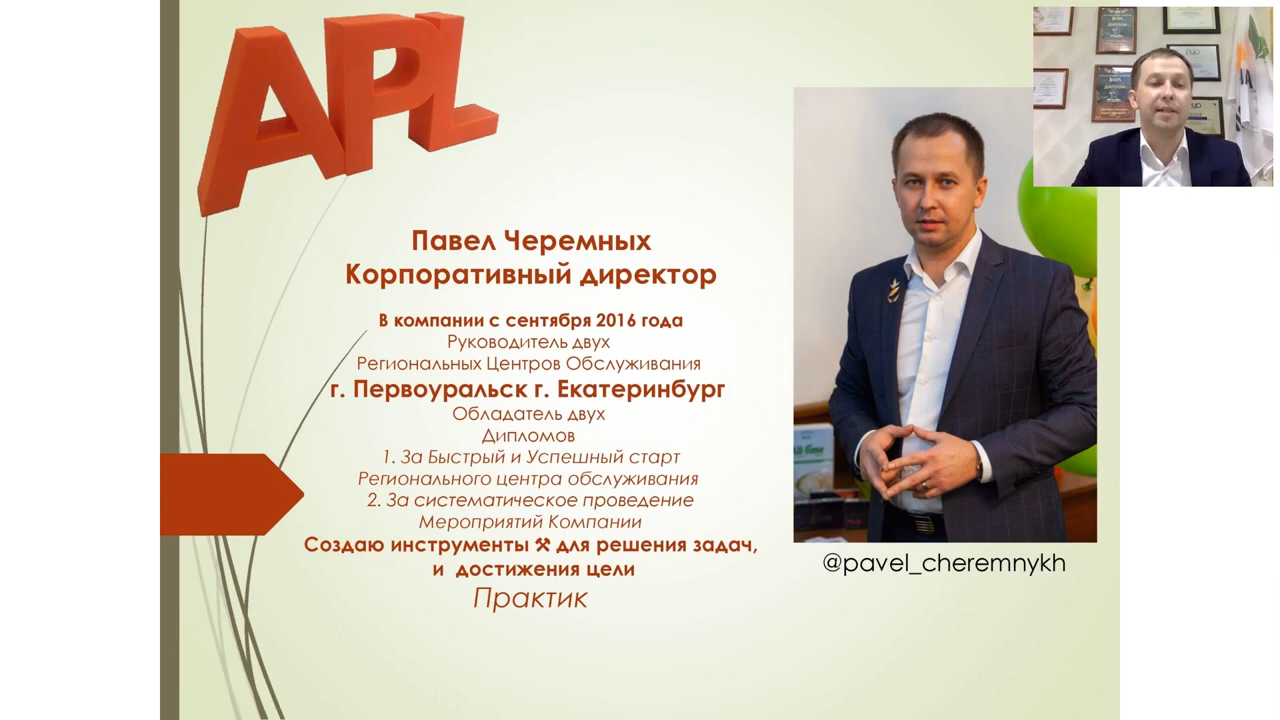 APL
Павел Черемных
Корпоративный директор
В компании с сентября 2016 года
Руководитель двух
Региональных Центров Обслуживания
г. Первоуральск г. Екатеринбург
Обладатель двух
Дипломов
1. За Быстрый и Успешный старт
Регионального центра обслуживания
2. За систематическое проведение
Мероприятий Компании
Создаю инструменты ⚒ для решения задач,
и достижения цели
Практик
@pavel_cheremnykh
ДИПЛОМ
ДИПЛОМ